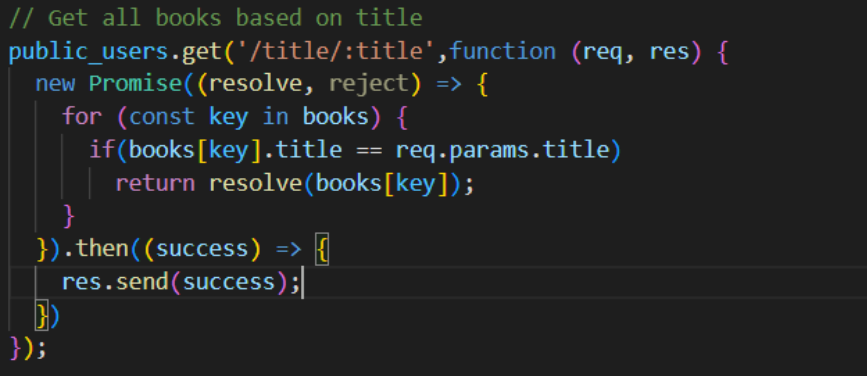 // Get all books based on title
public_users.get('/title/:title',function (req, res) {
  new Promise((resolve, reject) => {
    for (const key in books) {
      if(books[key].title == req.params.title)
        return resolve(books[key]);
    }
  }).then((success) => {
    res.send(success);
  })
});